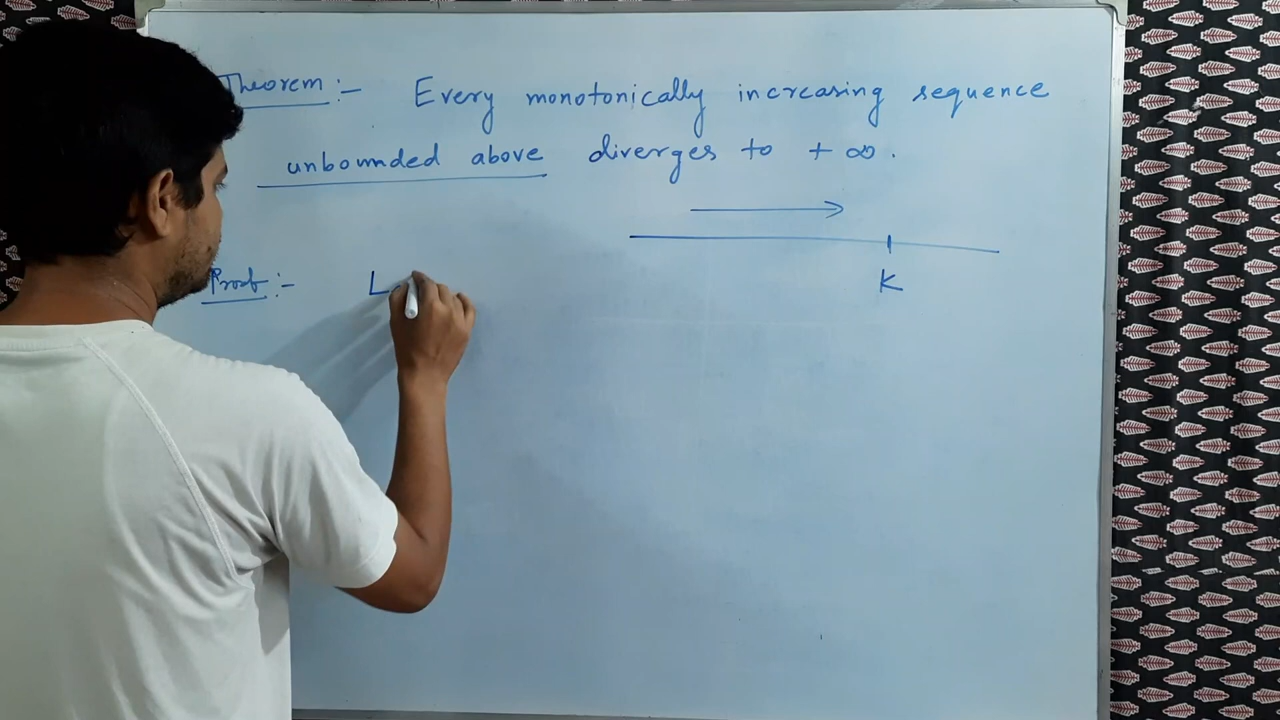 Theorem :- Every monotonically increasing sequence
unbounded above diverges to + ∞ .
K
Proof :- L